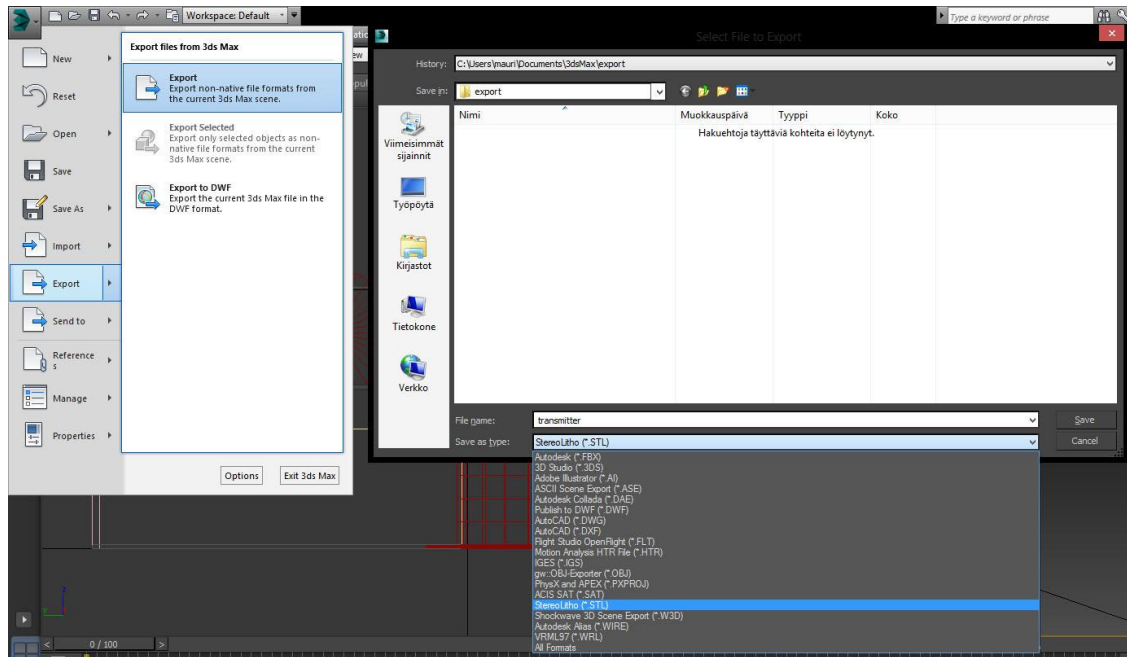 Workspace: Default
Type a keyword or phrase
Export files from 3ds Max
New
Reset
Open
Save
Save As
Import
Export
Send to
Reference
s
Manage
Properties
Export
Export non-native file formats from
the current 3ds Max scene.
Export Selected
Export only selected objects as non-
native file formats from the current
3ds Max scene.
Export to DWF
Export the current 3ds Max file in the
DWF format.
Options
Exit 3ds Max
Select File to Export
History:
C:\Users\mauri\Documents\3dsMax\export
Save in:
export
Nimi
Muokkauspäivä
Tyyppi
Koko
Hakuehtoja täyttäviä kohteita ei löytynyt.
Viimeisimmät
sijainnit
Työpöytä
Kirjastot
Tietokone
Verkko
File name:
transmitter
Save
Save as type:
StereoLitho (*.STL)
Cancel
Autodesk (*.FBX)
3D Studio (*.3DS)
Adobe Illustrator (*.AI)
ASCII Scene Export (*.ASE)
Autodesk Collada (*.DAE)
Publish to DWF (*.DWF)
AutoCAD (*.DWG)
AutoCAD (*.DXF)
Flight Studio OpenFlight (*.FLT)
Motion Analysis HTR File (*.HTR)
IGES (*.IGS)
gw::OBJ-Exporter (*.OBJ)
PhysX and APEX (*.PXPROJ)
ACIS SAT (*.SAT)
StereoLitho (*.STL)
Shockwave 3D Scene Export (*.W3D)
Autodesk Alias (*.WIRE)
VRML97 (*.WRL)
All Formats
z
y
0 / 100